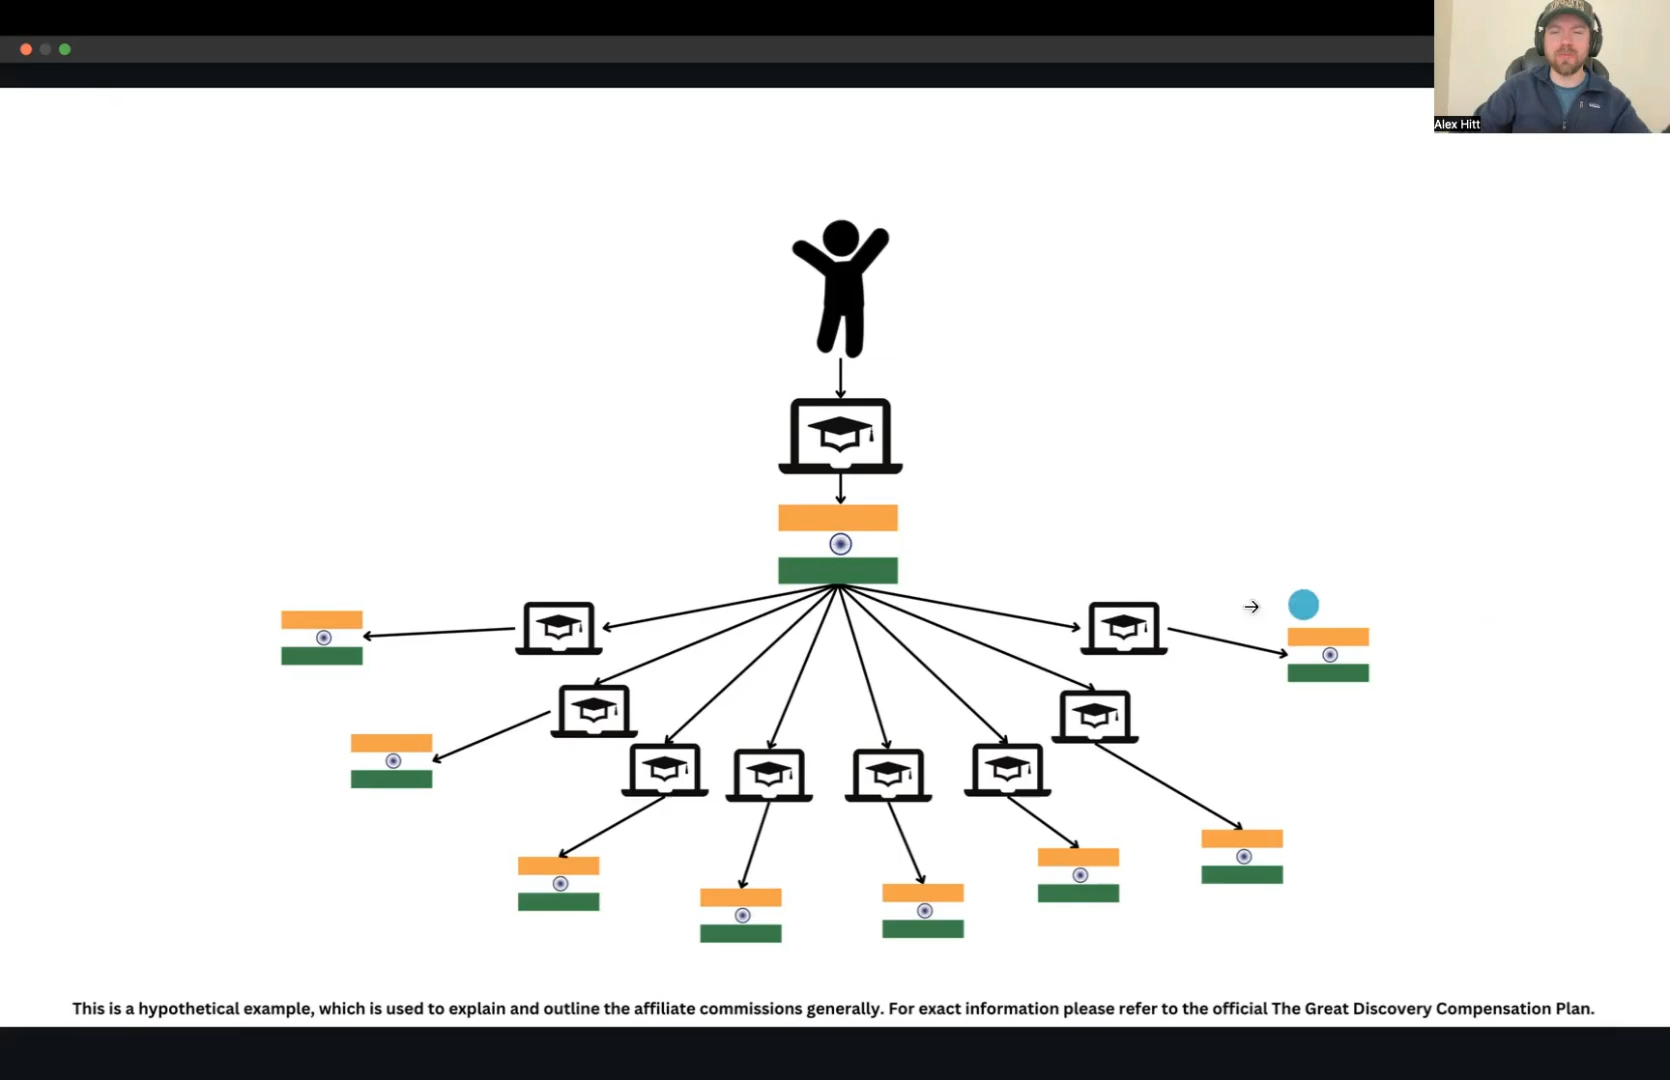 Alex Hitt
This is a hypothetical example, which is used to explain and outline the affiliate commissions generally. For exact information please refer to the official The Great Discovery Compensation Plan.